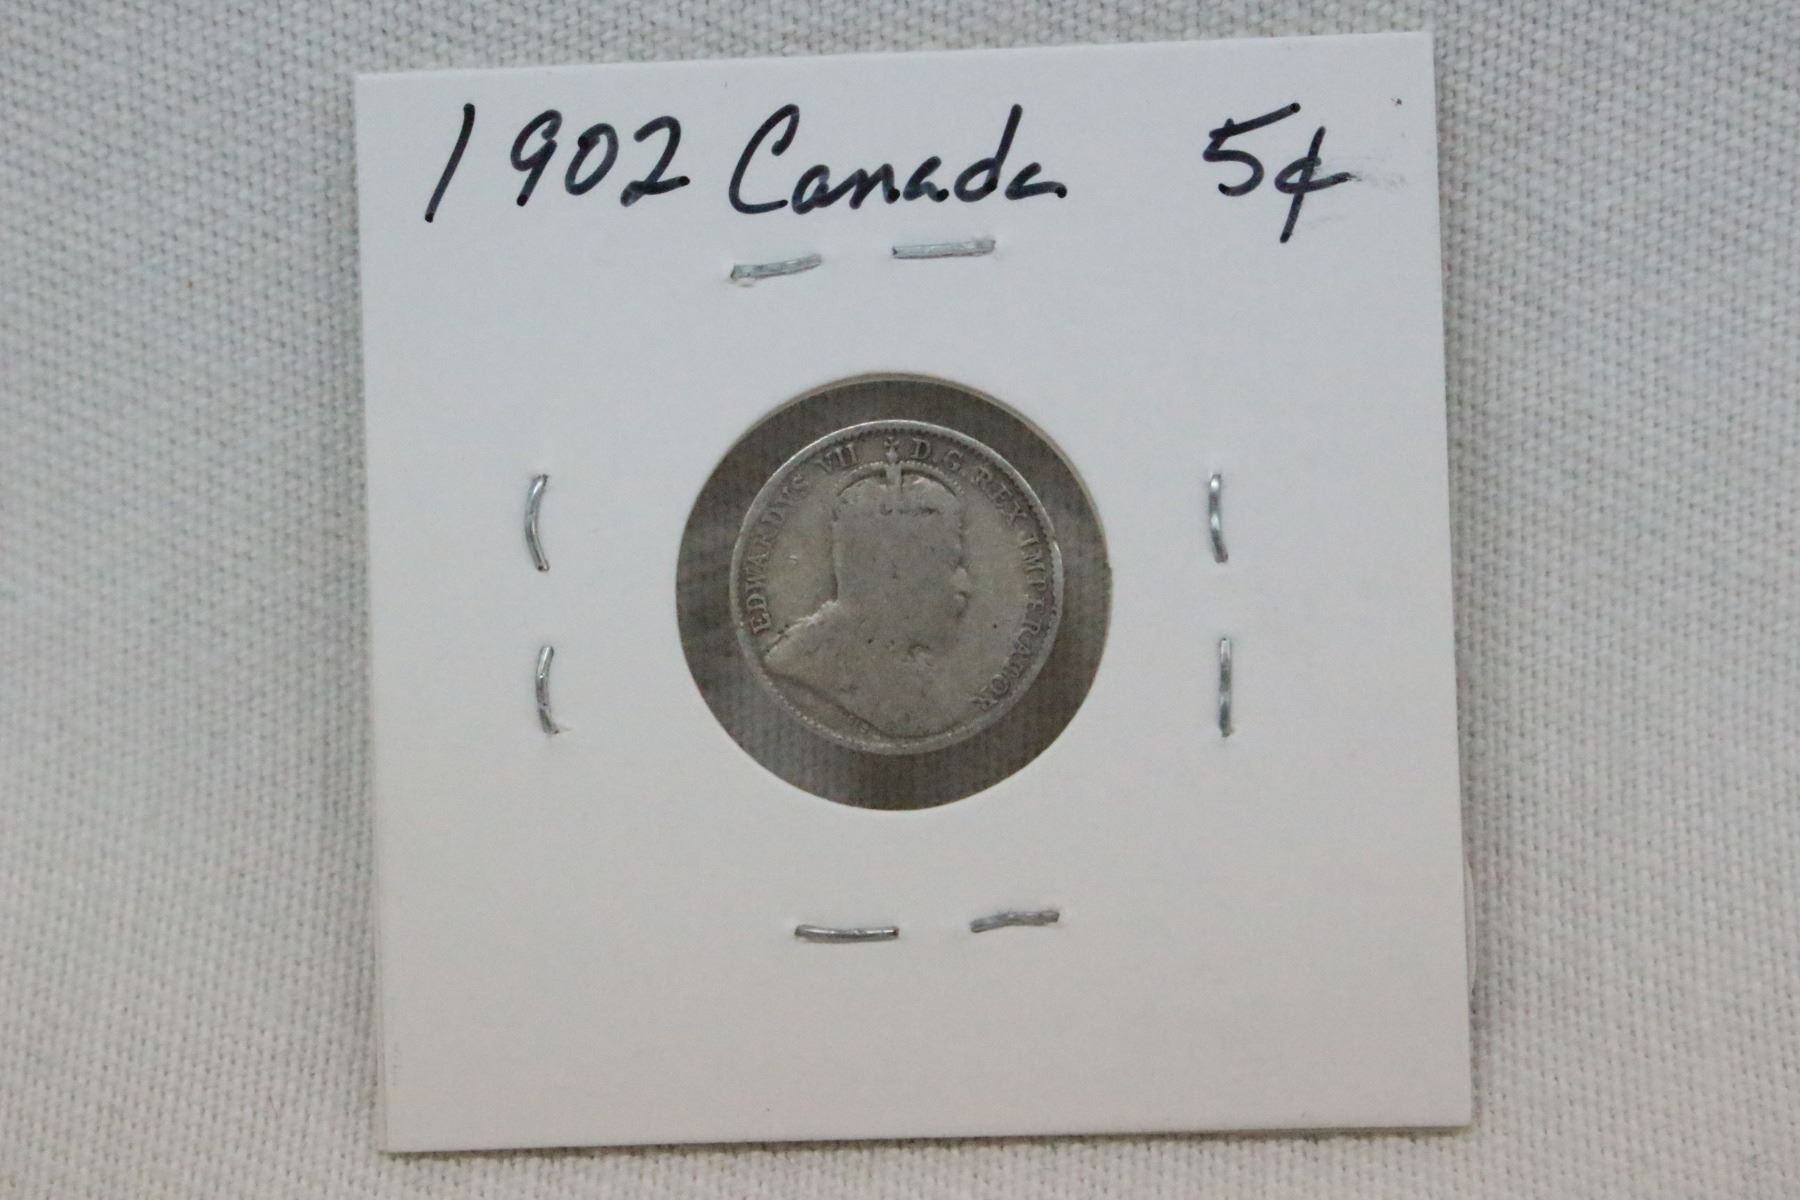 1902 Canada 5¢
EDWARDVS VII D.G. REX IMPERATOR